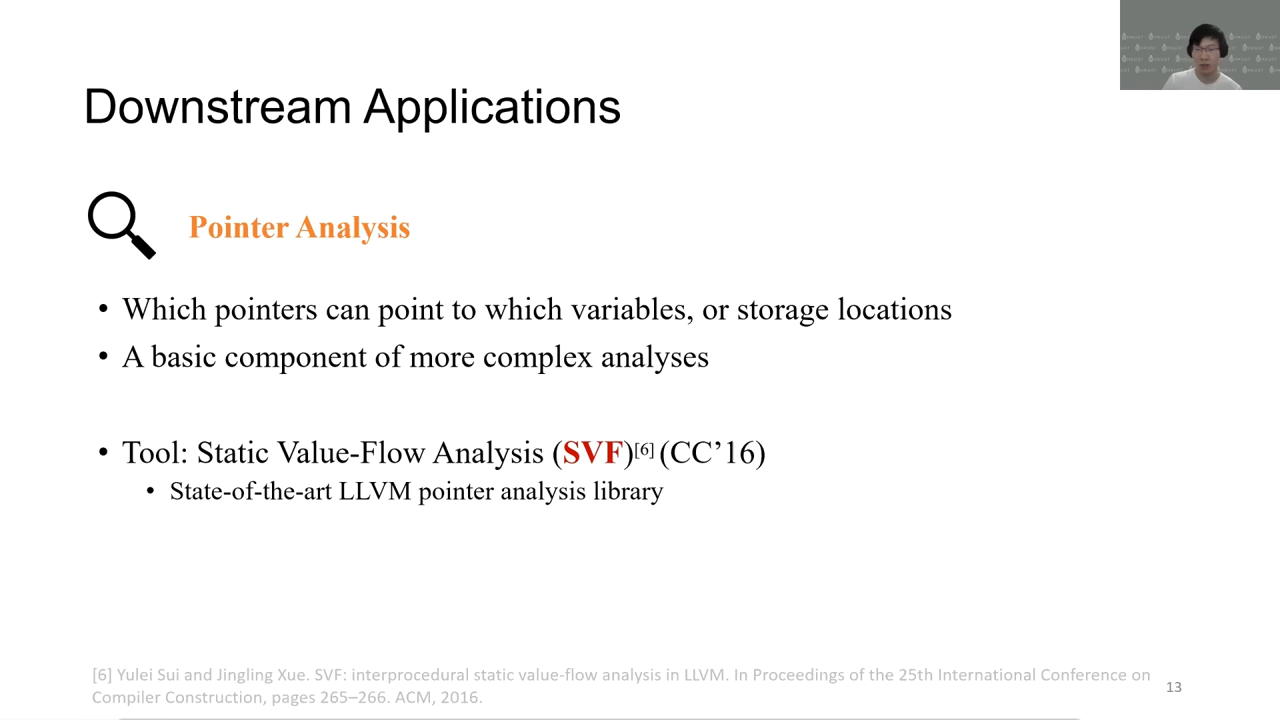 Downstream Applications
Pointer Analysis
• Which pointers can point to which variables, or storage locations
• A basic component of more complex analyses
• Tool: Static Value-Flow Analysis (SVF)[6] (CC’16)
• State-of-the-art LLVM pointer analysis library
[6] Yulei Sui and Jingling Xue. SVF: interprocedural static value-flow analysis in LLVM. In Proceedings of the 25th International Conference on
Compiler Construction, pages 265–266. ACM, 2016.
13